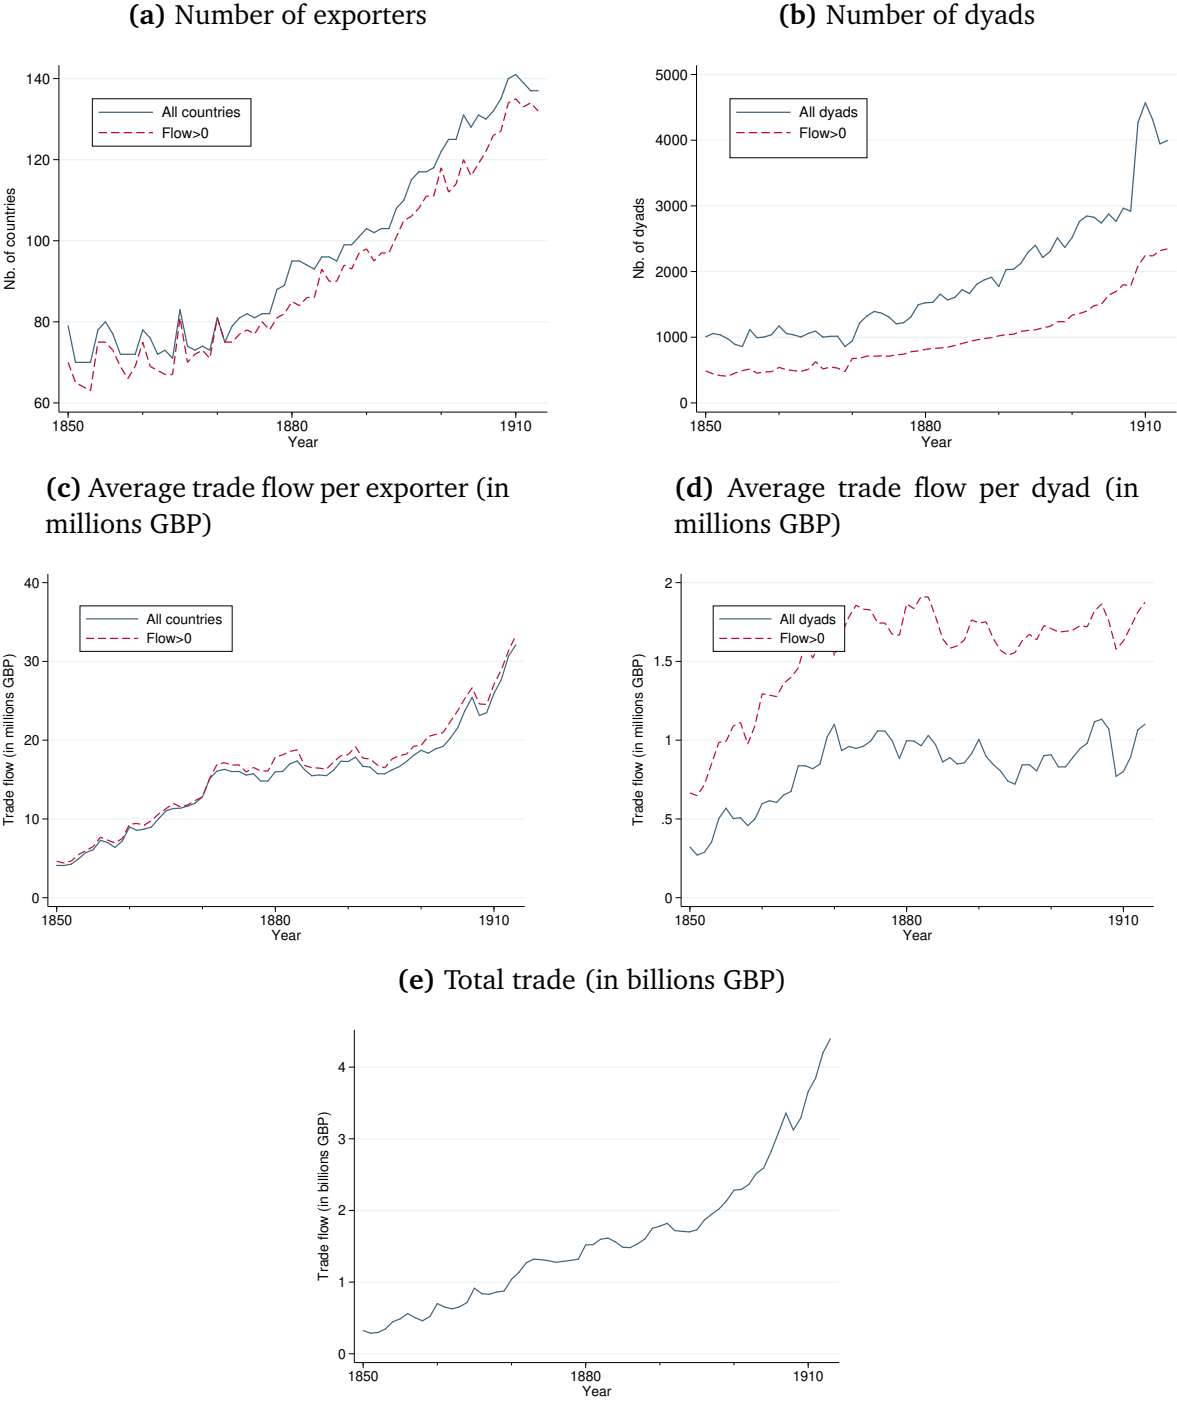 (a) Number of exporters
140
120
100
80
60
Nb. of countries
All countries
Flow>0
1850
1880
1910
Year
(b) Number of dyads
5000
4000
3000
2000
1000
0
Nb. of dyads
All dyads
Flow>0
1850
1880
1910
Year
(c) Average trade flow per exporter (in
millions GBP)
40
30
20
10
0
Trade flow (in millions GBP)
All countries
Flow>0
1850
1880
1910
Year
(d) Average trade flow per dyad (in
millions GBP)
2
1.5
1
.5
0
Trade flow (in millions GBP)
All dyads
Flow>0
1850
1880
1910
Year
(e) Total trade (in billions GBP)
4
3
2
1
0
Trade flow (in billions GBP)
1850
1880
1910
Year